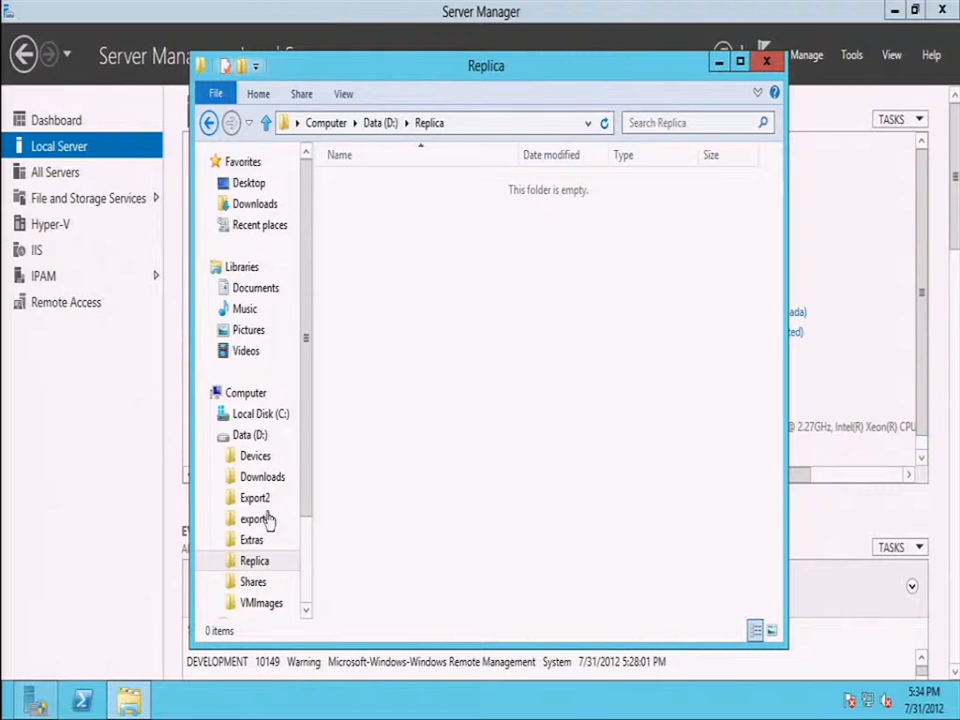 Server Manager
Server Man
Manage
Tools
View
Help
Dashboard
Local Server
All Servers
File and Storage Services
Hyper-V
IIS
IPAM
Remote Access
Replica
File
Home
Share
View
Computer
Data (D:)
Replica
Search Replica
Name
Date modified
Type
Size
This folder is empty.
Favorites
Desktop
Downloads
Recent places
Libraries
Documents
Music
Pictures
Videos
Computer
Local Disk (C:)
Data (D:)
Devices
Downloads
Export2
Extras
Replica
Shares
VMImages
0 items
TASKS
ada)
ted)
@ 2.27GHz, Intel(R) Xeon(R) CPU
TASKS
DEVELOPMENT 10149 Warning Microsoft-Windows-Windows Remote Management System 7/31/2012 5:28:01 PM
5:34 PM
7/31/2012